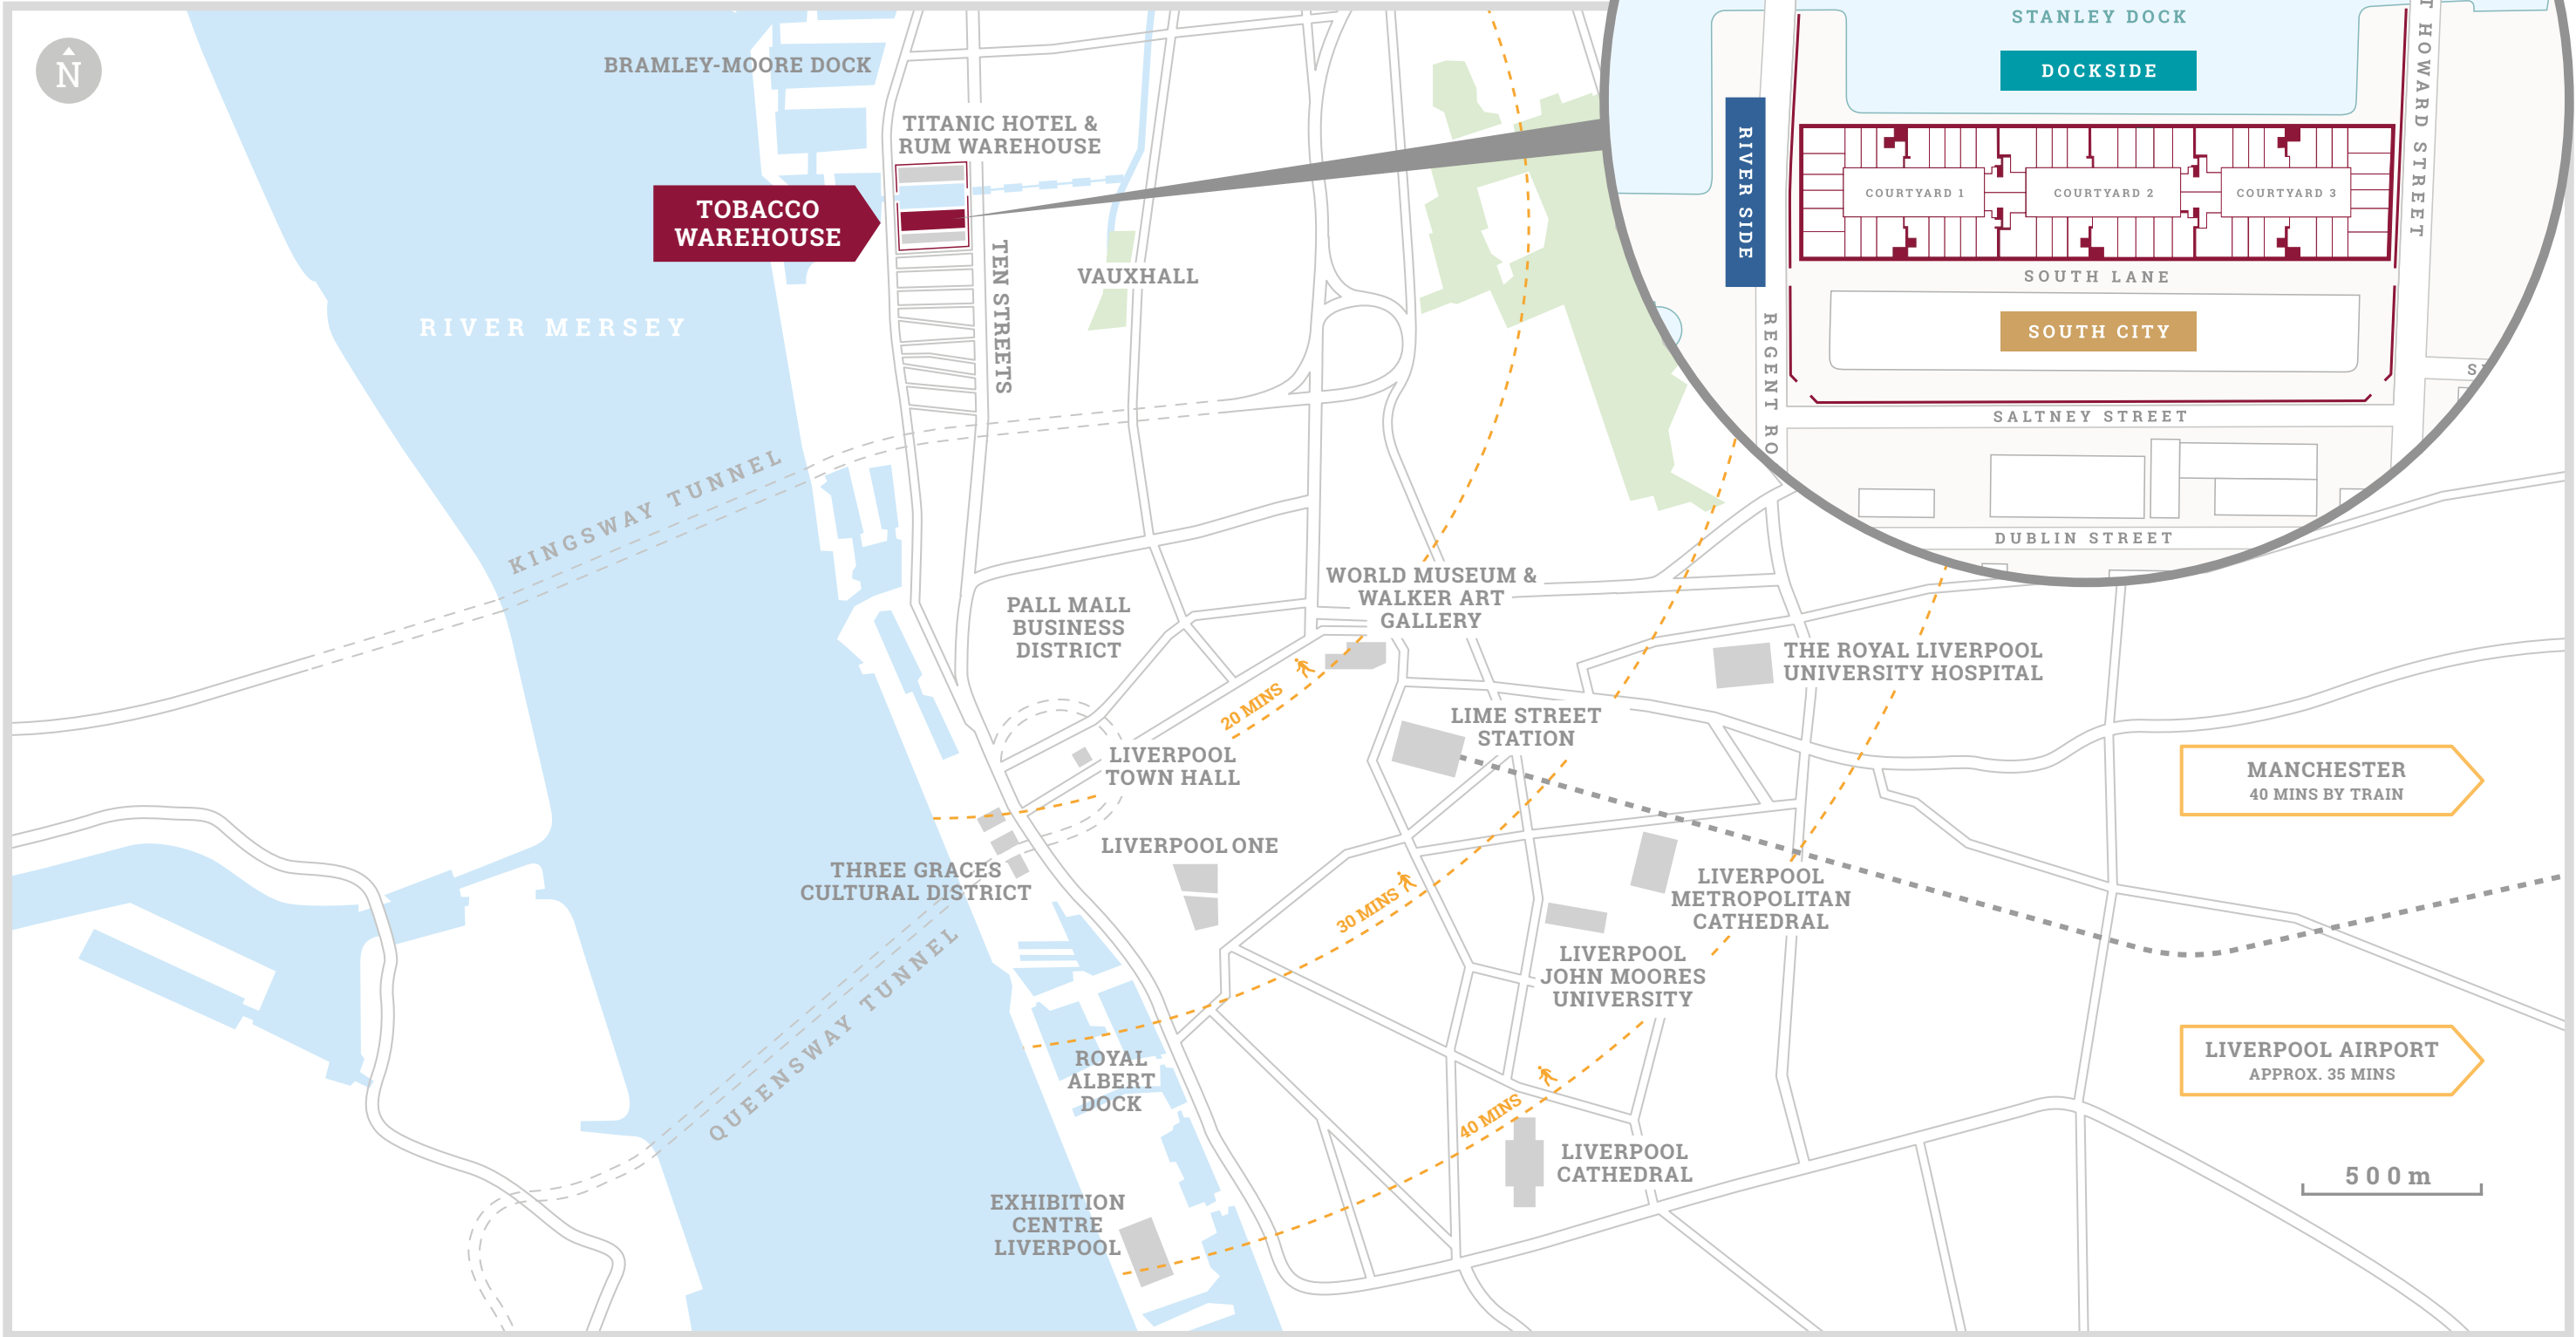 N
BRAMLEY-MOORE DOCK
TITANIC HOTEL &
RUM WAREHOUSE
TOBACCO
WAREHOUSE
TEN STREETS
VAUXHALL
RIVER MERSEY
KINGSWAY TUNNEL
PALL MALL
BUSINESS
DISTRICT
WORLD MUSEUM &
WALKER ART
GALLERY
20 MINS
THE ROYAL LIVERPOOL
UNIVERSITY HOSPITAL
LIME STREET
STATION
LIVERPOOL
TOWN HALL
LIVERPOOL ONE
THREE GRACES
CULTURAL DISTRICT
30 MINS
QUEENSWAY TUNNEL
LIVERPOOL
METROPOLITAN
CATHEDRAL
LIVERPOOL
JOHN MOORES
UNIVERSITY
ROYAL
ALBERT
DOCK
40 MINS
LIVERPOOL
CATHEDRAL
EXHIBITION
CENTRE
LIVERPOOL
MANCHESTER
40 MINS BY TRAIN
LIVERPOOL AIRPORT
APPROX. 35 MINS
500m
STANLEY DOCK
DOCKSIDE
RIVER SIDE
COURTYARD 1
COURTYARD 2
COURTYARD 3
SOUTH LANE
SOUTH CITY
REGENT RO
T HOWARD STREET
SALTNEY STREET
DUBLIN STREET